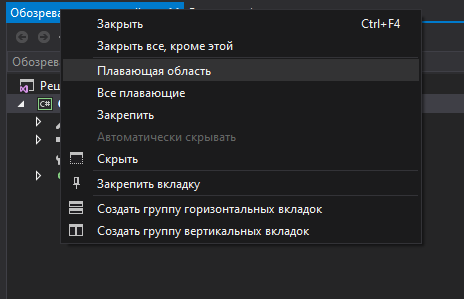 Обозрева
Закрыть Ctrl+F4
Закрыть все, кроме этой
Обозрев
Плавающая область
Все плавающие
Реш
C#
Закрепить
Автоматически скрывать
Скрыть
Закрепить вкладку
Создать группу горизонтальных вкладок
Создать группу вертикальных вкладок